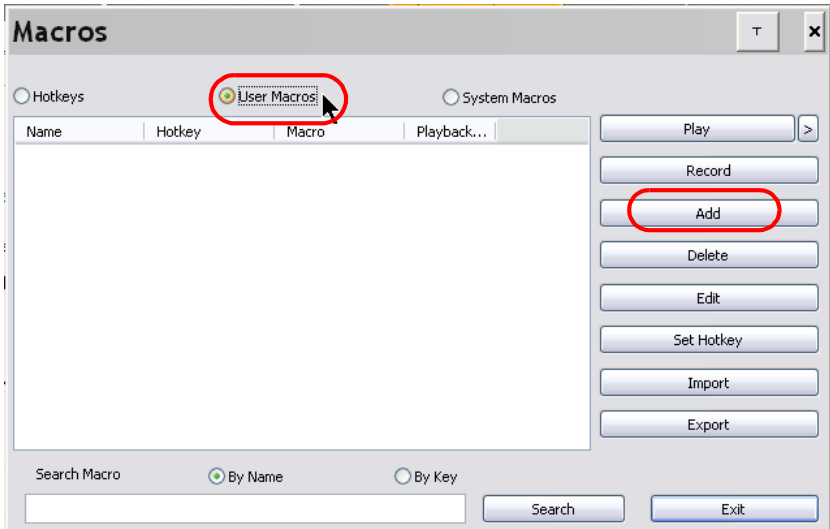 Macros
T
×
Hotkeys
User Macros
System Macros
Name Hotkey Macro Playback...
Play >
Record
Add
Delete
Edit
Set Hotkey
Import
Export
Search Macro
By Name
By Key
Search
Exit